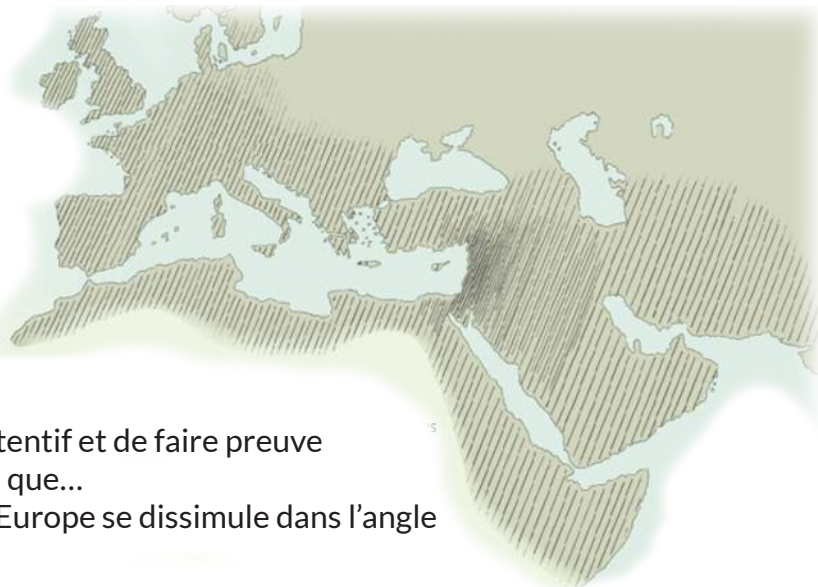 tentif et de faire preuve
que…
Europe se dissimule dans l’angle